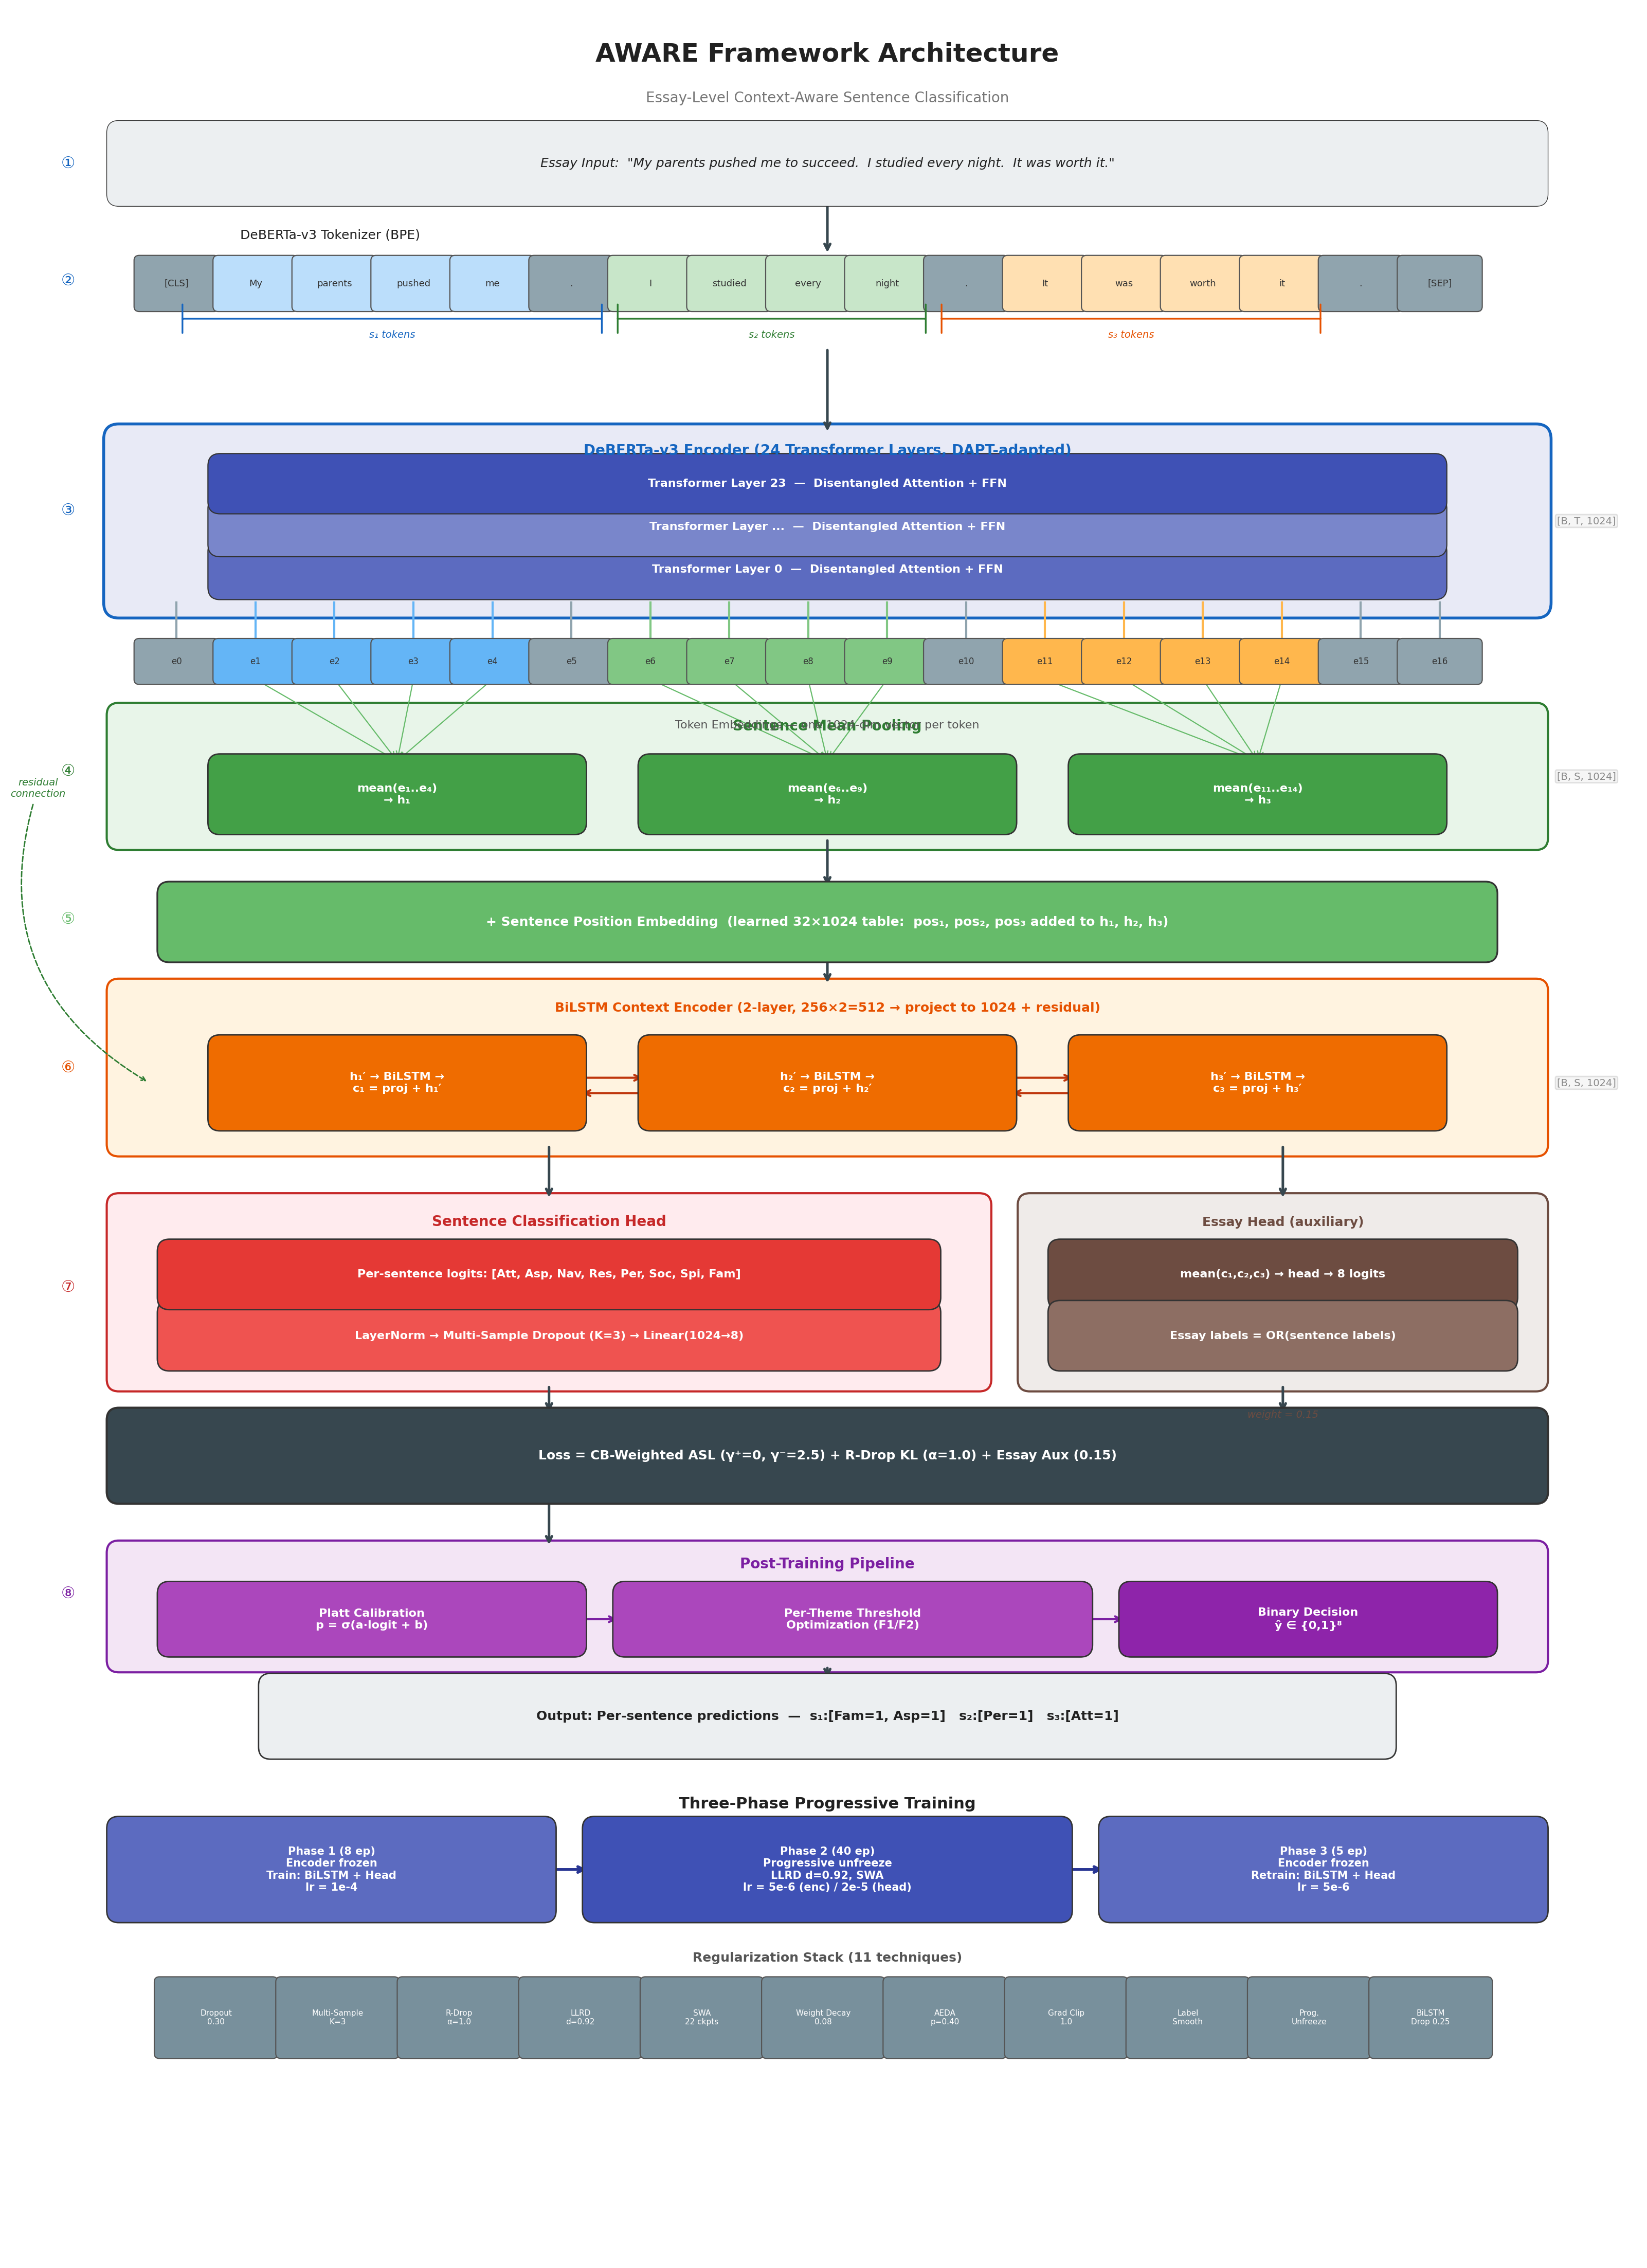 AWARE Framework Architecture
Essay-Level Context-Aware Sentence Classification
①
Essay Input:  "My parents pushed me to succeed.  I studied every night.  It was worth it."
DeBERTa-v3 Tokenizer (BPE)
②
[CLS] My parents pushed me . I studied every night . It was worth it . [SEP]
s₁ tokens s₂ tokens s₃ tokens
DeBERTa-v3 Encoder (24 Transformer Layers, DAPT-adapted)
③
Transformer Layer 23  —  Disentangled Attention + FFN
Transformer Layer ...  —  Disentangled Attention + FFN
Transformer Layer 0  —  Disentangled Attention + FFN
[B, T, 1024]
e0 e1 e2 e3 e4 e5 e6 e7 e8 e9 e10 e11 e12 e13 e14 e15 e16
Token Embeddings — one 1024-dim vector per token
Sentence Mean Pooling
④
residual
connection
mean(e₁..e₄)
→ h₁
mean(e₆..e₉)
→ h₂
mean(e₁₁..e₁₄)
→ h₃
[B, S, 1024]
⑤
+ Sentence Position Embedding  (learned 32×1024 table:  pos₁, pos₂, pos₃ added to h₁, h₂, h₃)
BiLSTM Context Encoder (2-layer, 256×2=512 → project to 1024 + residual)
⑥
h₁′ → BiLSTM →
c₁ = proj + h₁′
h₂′ → BiLSTM →
c₂ = proj + h₂′
h₃′ → BiLSTM →
c₃ = proj + h₃′
[B, S, 1024]
⑦
Sentence Classification Head
Per-sentence logits: [Att, Asp, Nav, Res, Per, Soc, Spi, Fam]
LayerNorm → Multi-Sample Dropout (K=3) → Linear(1024→8)
Essay Head (auxiliary)
mean(c₁,c₂,c₃) → head → 8 logits
Essay labels = OR(sentence labels)
weight = 0.15
Loss = CB-Weighted ASL (γ⁺=0, γ⁻=2.5) + R-Drop KL (α=1.0) + Essay Aux (0.15)
Post-Training Pipeline
⑧
Platt Calibration
p = σ(a·logit + b)
Per-Theme Threshold
Optimization (F1/F2)
Binary Decision
ŷ ∈ {0,1}⁸
Output: Per-sentence predictions  —  s₁:[Fam=1, Asp=1]   s₂:[Per=1]   s₃:[Att=1]
Three-Phase Progressive Training
Phase 1 (8 ep)
Encoder frozen
Train: BiLSTM + Head
lr = 1e-4
Phase 2 (40 ep)
Progressive unfreeze
LLRD d=0.92, SWA
lr = 5e-6 (enc) / 2e-5 (head)
Phase 3 (5 ep)
Encoder frozen
Retrain: BiLSTM + Head
lr = 5e-6
Regularization Stack (11 techniques)
Dropout
0.30
Multi-Sample
K=3
R-Drop
α=1.0
LLRD
d=0.92
SWA
22 ckpts
Weight Decay
0.08
AEDA
p=0.40
Grad Clip
1.0
Label
Smooth
Prog.
Unfreeze
BiLSTM
Drop 0.25